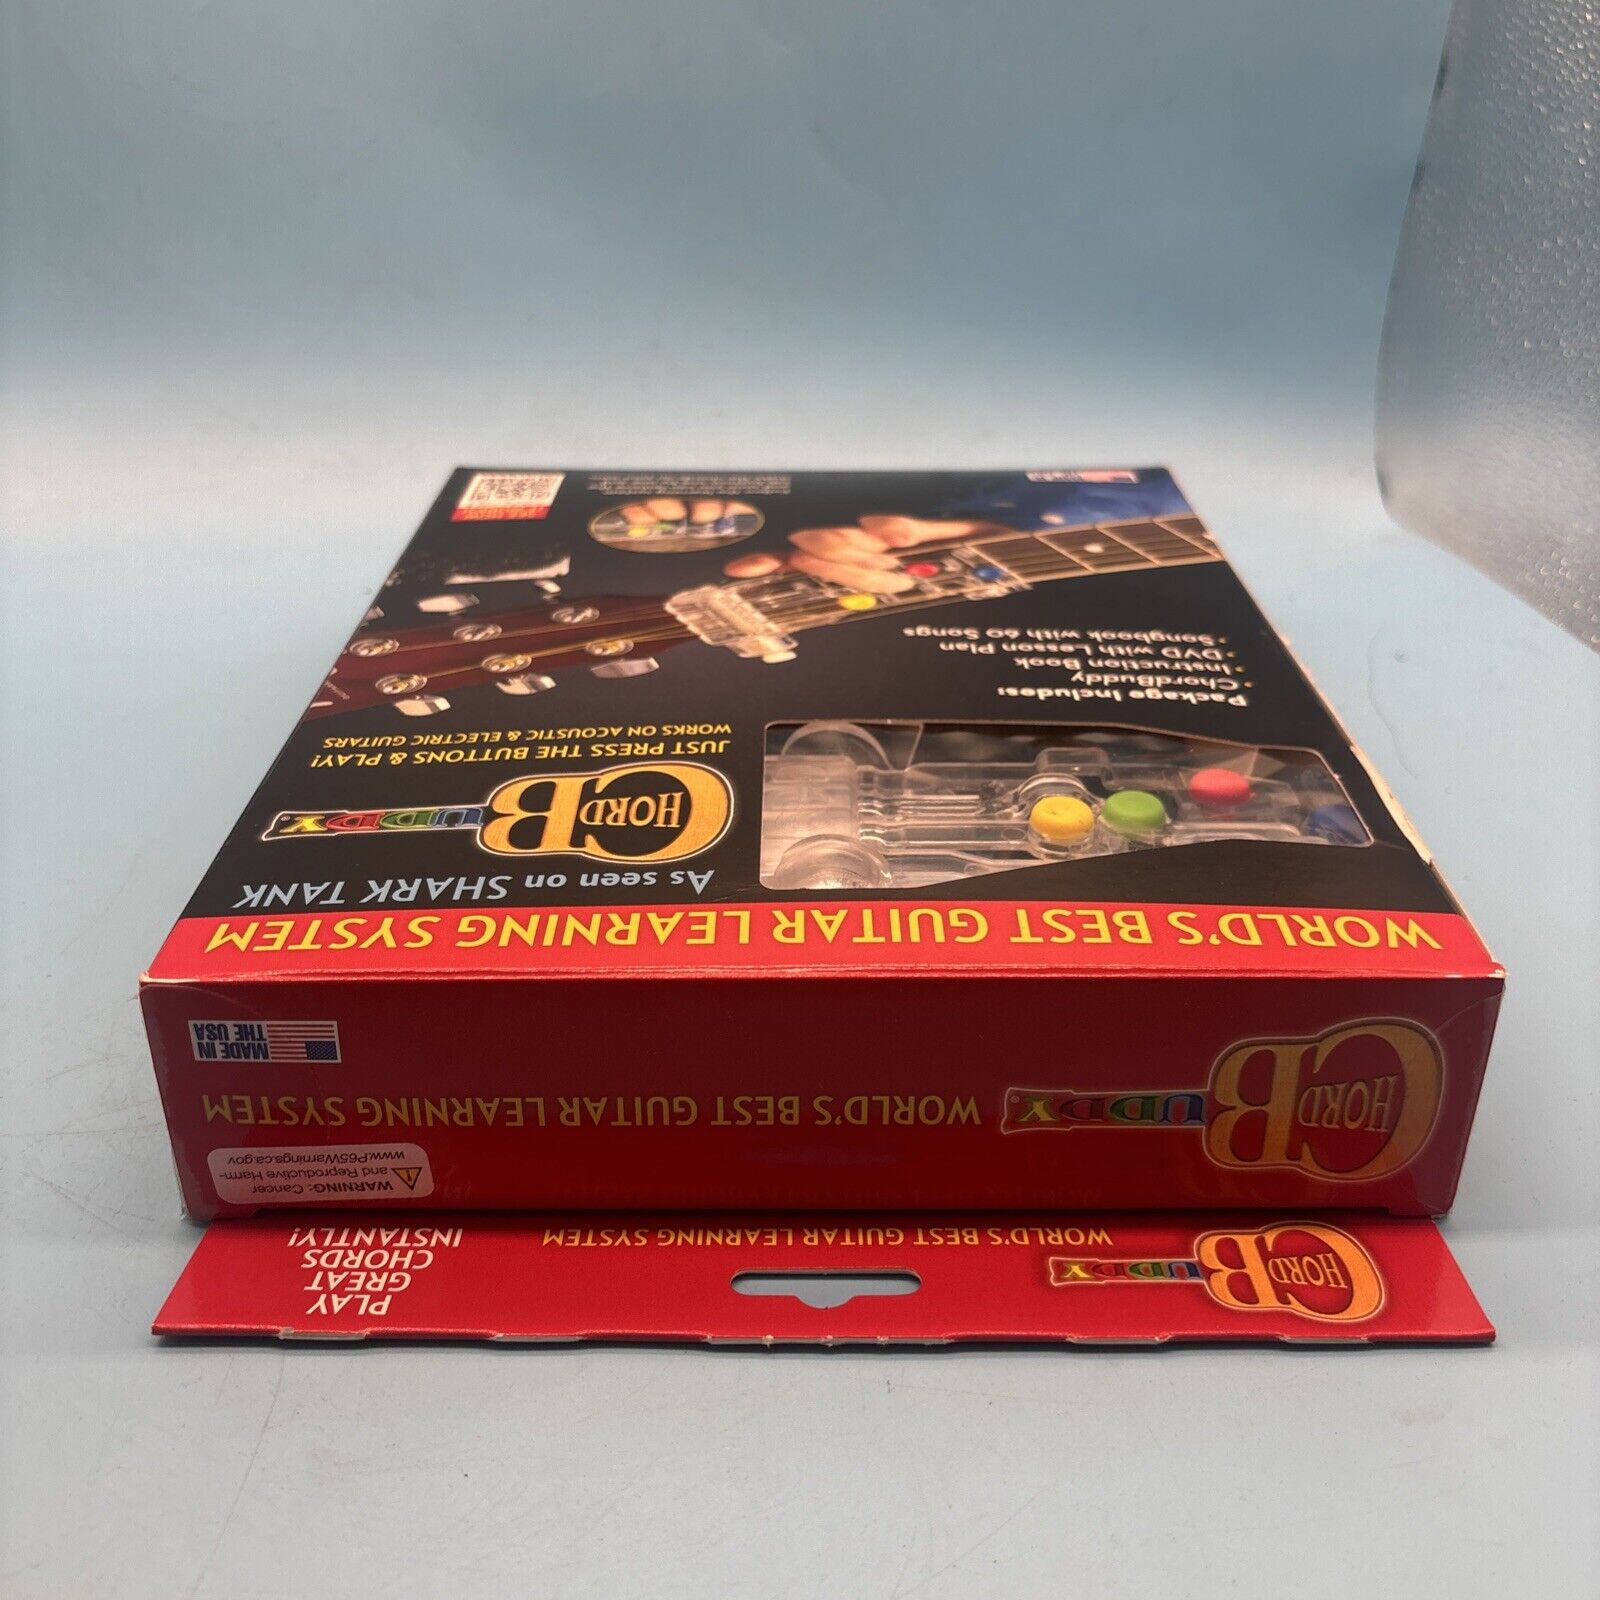 PLAY
GREAT
CHORDS
INSTANTLY!
CHORD BUDDY
WORLD'S BEST GUITAR LEARNING SYSTEM
WARNING: Cancer
and Reproductive Harm-
www.P65Warnings.ca.gov
CHORD BUDDY®
WORLD'S BEST GUITAR LEARNING SYSTEM
MADE IN
THE USA
WORLD'S BEST GUITAR LEARNING SYSTEM
As seen on SHARK TANK
CHORD BUDDY®
JUST PRESS THE BUTTONS & PLAY!
WORKS ON ACOUSTIC & ELECTRIC GUITARS
Package Includes:
ChordBuddy
Instruction Book
DVD with Lesson Plan
Songbook with 60 Songs